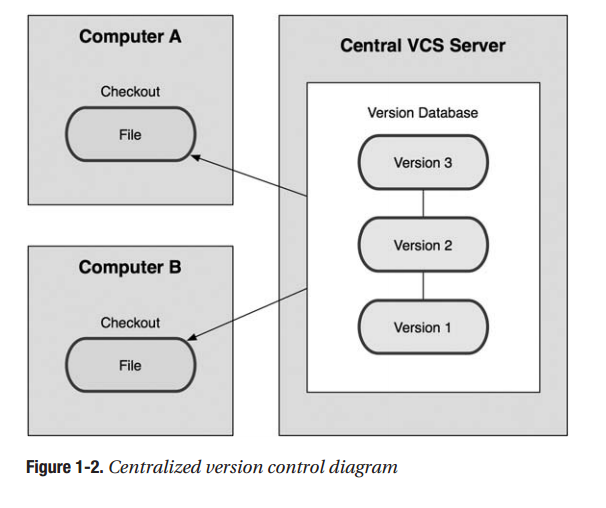 Computer A
Checkout
File
Computer B
Checkout
File
Central VCS Server
Version Database
Version 3
Version 2
Version 1
Figure 1-2. Centralized version control diagram